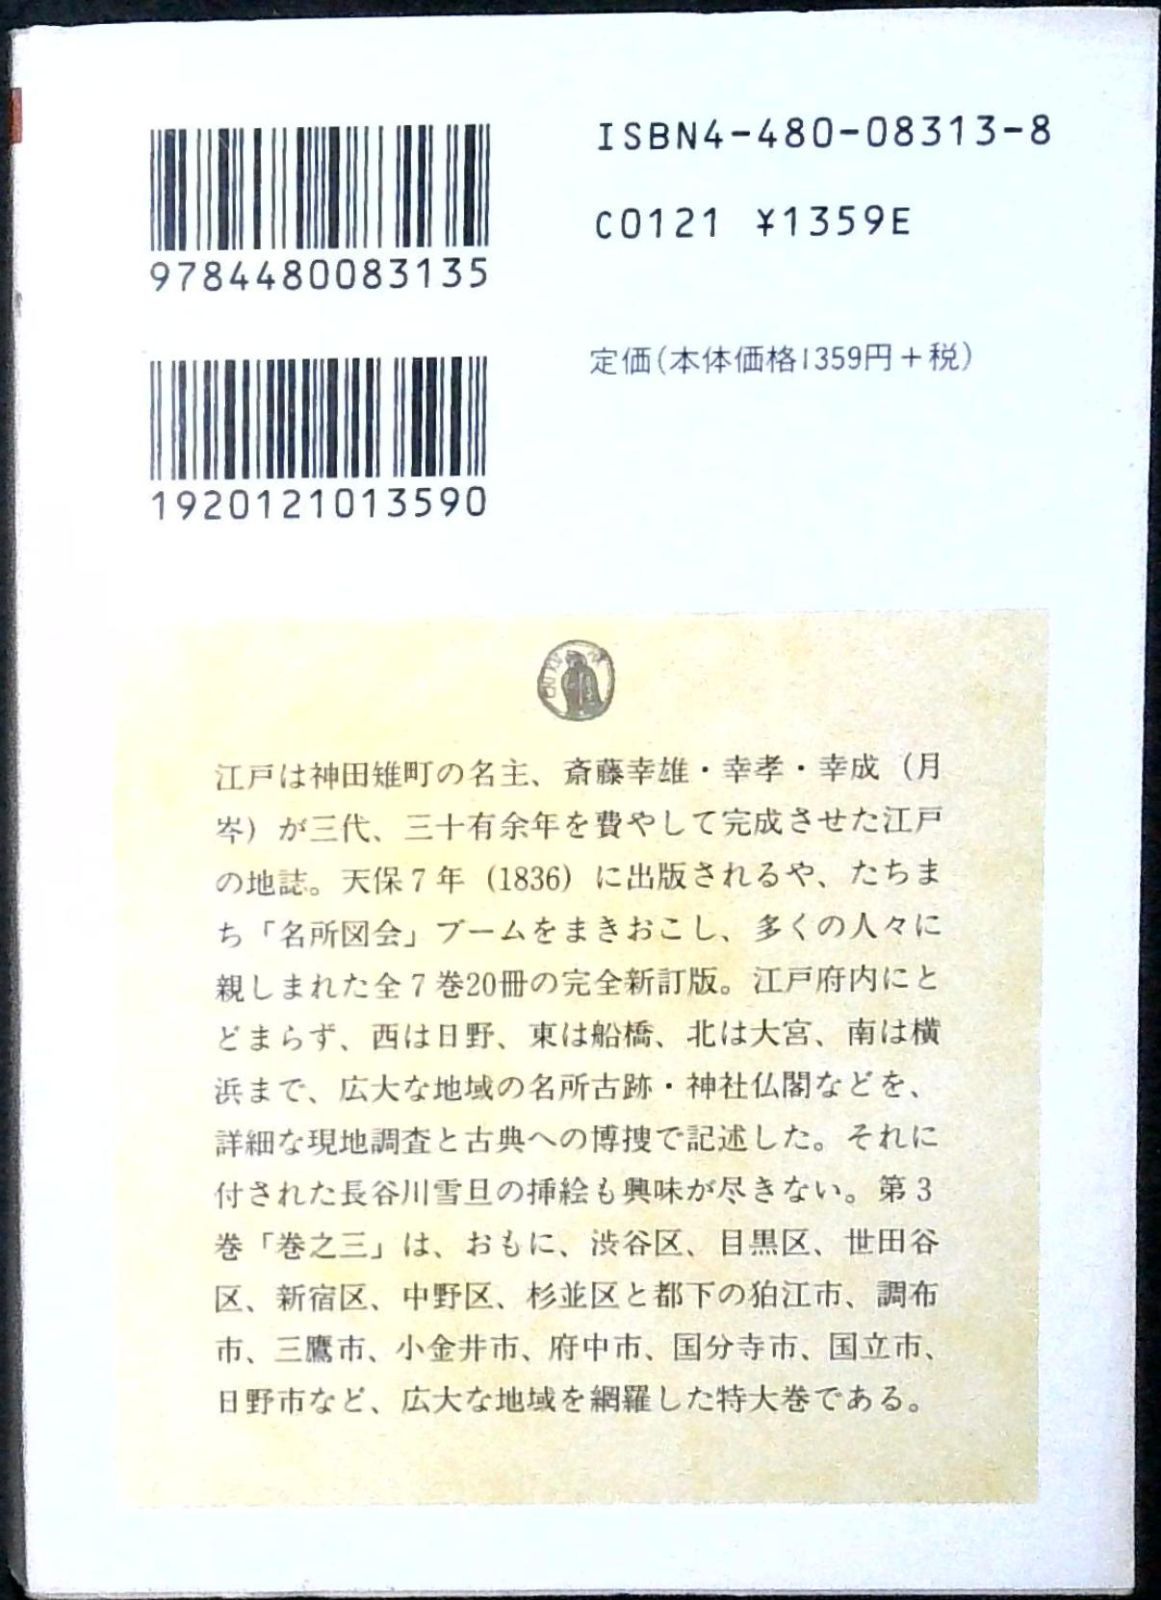 ISBN4-480-08313-8
C0121 ¥1359E
9784480083135
定価(本体価格1359円+税)
1920121013590
江戸は神田雉町の名主、斎藤幸雄・幸孝・幸成（月
岑）が三代、三十有余年を費やして完成させた江戸
の地誌。天保7年（1836）に出版されるや、たちま
ち「名所図会」ブームをまきおこし、多くの人々に
親しまれた全7巻20冊の完全新訂版。江戸府内にと
どまらず、西は日野、東は船橋、北は大宮、南は横
浜まで、広大な地域の名所古跡・神社仏閣などを、
詳細な現地調査と古典への博捜で記述した。それに
付された長谷川雪旦の挿絵も興味が尽きない。第3
巻「巻之三」は、おもに、渋谷区、目黒区、世田谷
区、新宿区、中野区、杉並区と都下の狛江市、調布
市、三鷹市、小金井市、府中市、国分寺市、国立市、
日野市など、広大な地域を網羅した特大巻である。